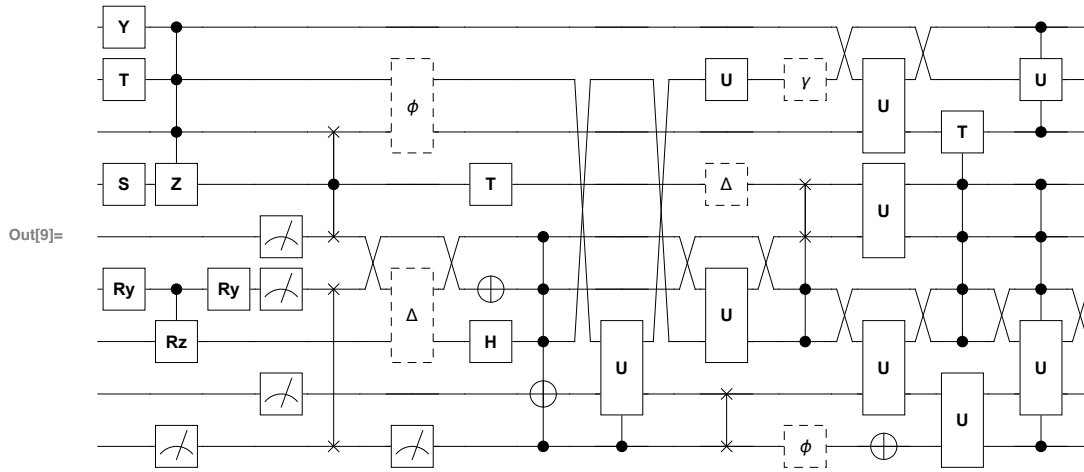 Y
T U γ U
ϕ U T
S Z T Δ U
Out[9]=
Ry Ry
Rz Δ H U U U U
U
ϕ